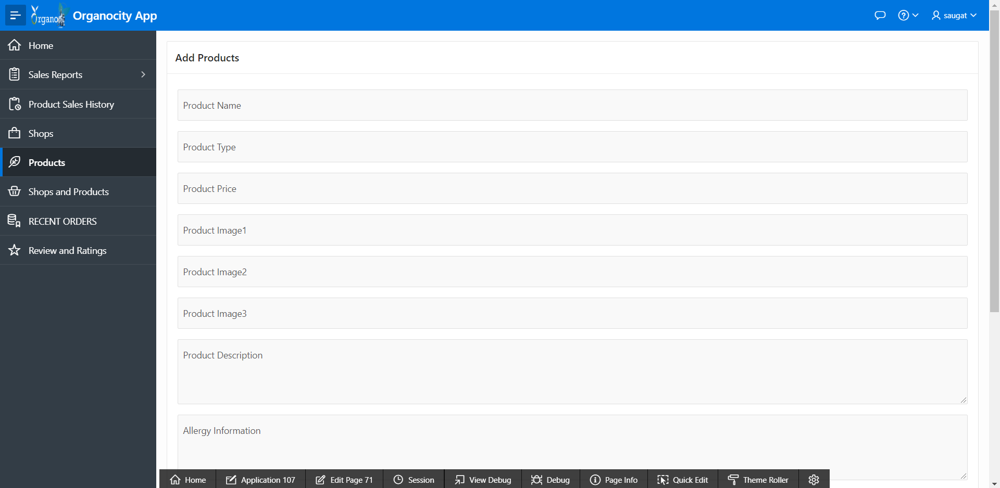 Organo
Organocity App
saugat
Home
Sales Reports
Product Sales History
Shops
Products
Shops and Products
RECENT ORDERS
Review and Ratings
Add Products
Product Name
Product Type
Product Price
Product Image1
Product Image2
Product Image3
Product Description
Allergy Information
Home Application 107 Edit Page 71 Session View Debug Debug Page Info Quick Edit Theme Roller